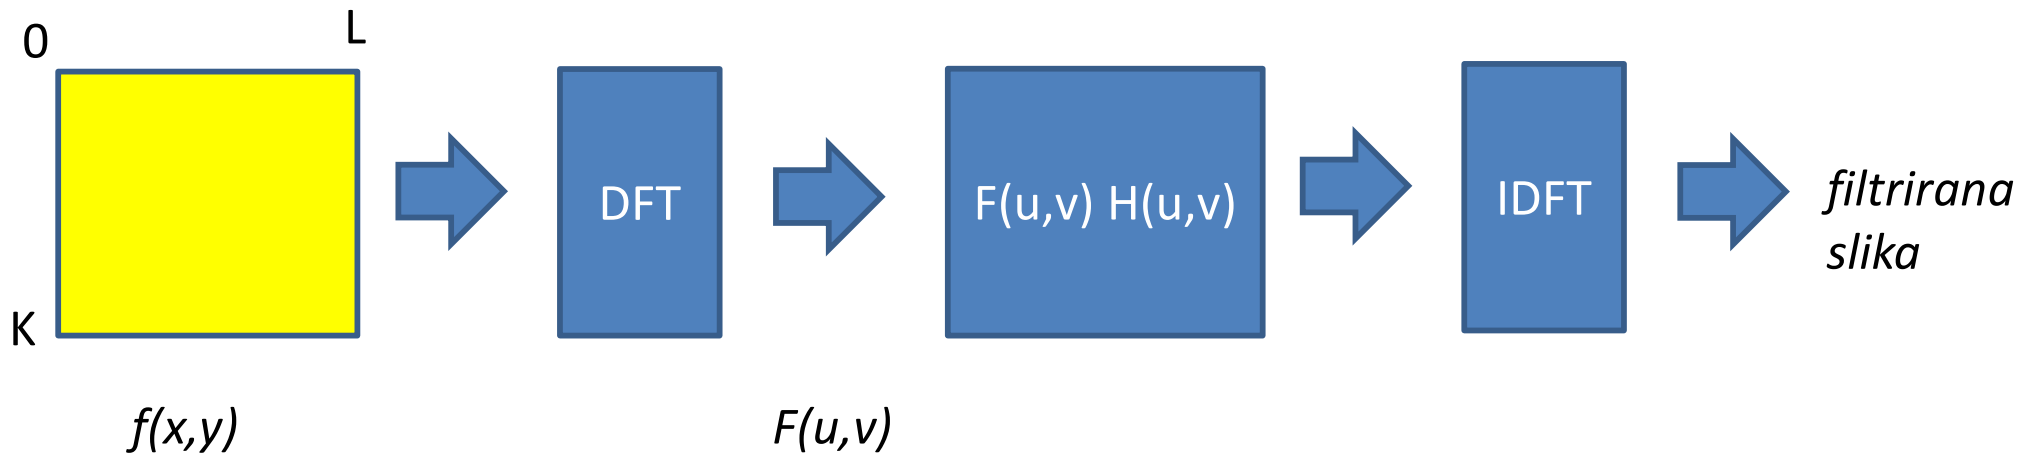 0
L
K
f(x,y)
DFT
F(u,v)
F(u,v) H(u,v)
IDFT
filtrirana
slika